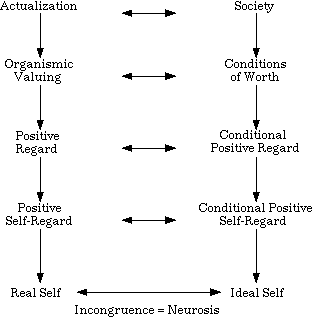 Actualization
Society
Organismic
Valuing
Conditions
of Worth
Positive
Regard
Conditional
Positive Regard
Positive
Self-Regard
Conditional Positive
Self-Regard
Real Self
Ideal Self
Incongruence = Neurosis